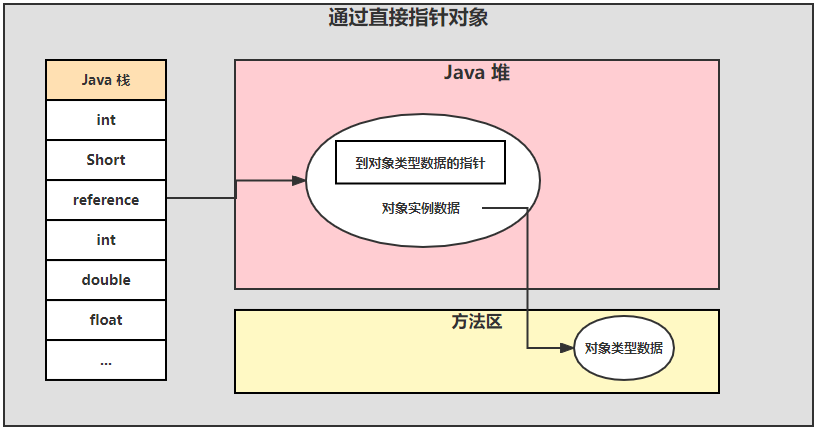 通过直接指针对象
Java 栈
int
Short
reference
int
double
float
...
Java 堆
到对象类型数据的指针
对象实例数据
方法区
对象类型数据